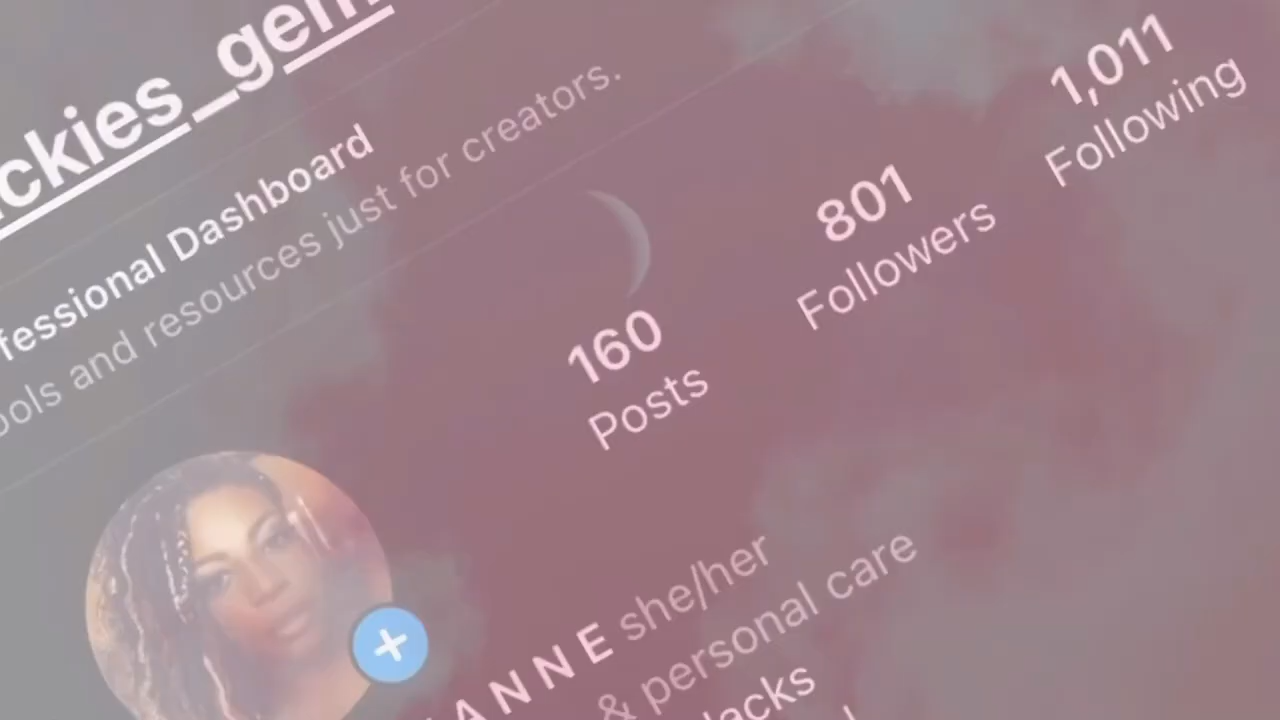 ckies_gem
fessional Dashboard
ools and resources just for creators.
160
Posts
801
Followers
1,011
Following
ANNE she/her
& personal care
lacks